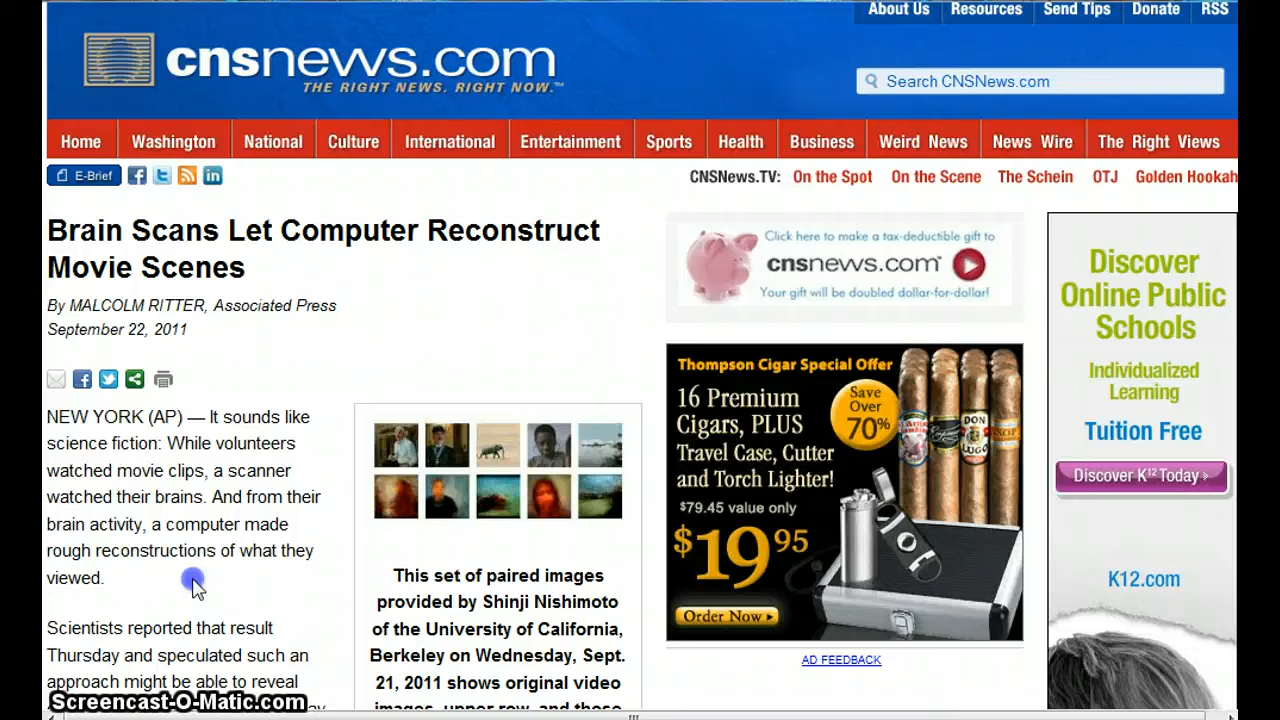 About Us Resources Send Tips Donate RSS
cnsnews.com
THE RIGHT NEWS. RIGHT NOW.™
Search CNSNews.com
Home Washington National Culture International Entertainment Sports Health Business Weird News News Wire The Right Views
E-Brief
CNSNews.TV: On the Spot On the Scene The Schein OTJ Golden Hookah
Brain Scans Let Computer Reconstruct
Movie Scenes
By MALCOLM RITTER, Associated Press
September 22, 2011
NEW YORK (AP) — It sounds like
science fiction: While volunteers
watched movie clips, a scanner
watched their brains. And from their
brain activity, a computer made
rough reconstructions of what they
viewed.
Scientists reported that result
Thursday and speculated such an
approach might be able to reveal
This set of paired images
provided by Shinji Nishimoto
of the University of California,
Berkeley on Wednesday, Sept.
21, 2011 shows original video
images, upper row, and those
Click here to make a tax-deductible gift to
cnsnews.com
Your gift will be doubled dollar-for-dollar!
Thompson Cigar Special Offer
16 Premium
Cigars, PLUS
Travel Case, Cutter
and Torch Lighter!
$79.45 value only
$19.95
Order Now
Save
Over
70%
DON
LUGO
AD FEEDBACK
Discover
Online Public
Schools
Individualized
Learning
Tuition Free
Discover K12 Today
K12.com
Screencast-O-Matic.com